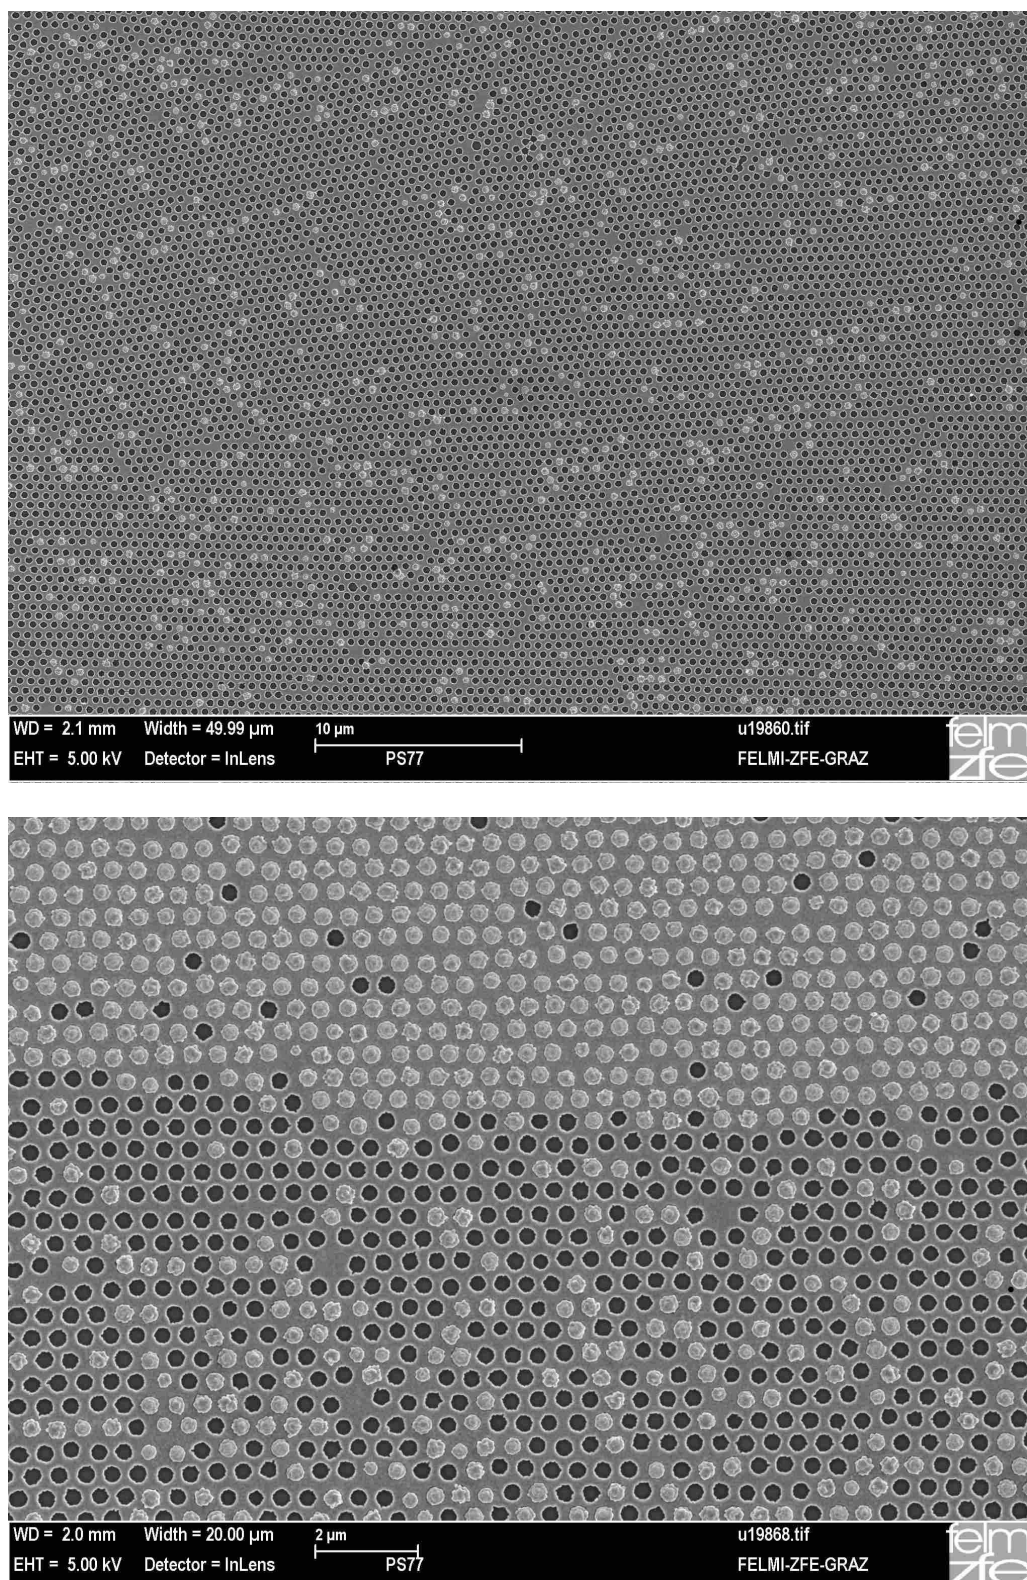 WD = 2.1 mm Width = 49.99 µm 10 µm u19860.tif
EHT = 5.00 kV Detector = InLens PS77 FELMI-ZFE-GRAZ
felmi
zfe
WD = 2.0 mm Width = 20.00 µm 2 µm u19868.tif
EHT = 5.00 kV Detector = InLens PS77 FELMI-ZFE-GRAZ
felmi
zfe